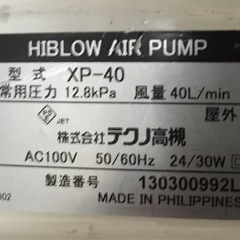 HIBLOW AIR PUMP
型式 XP-40
常用圧力 12.8kPa 風量 40L/min
JET 屋外
株式会社テクノ高槻
AC100V 50/60Hz 24/30W
製造番号 130300992L
902 MADE IN PHILIPPINES